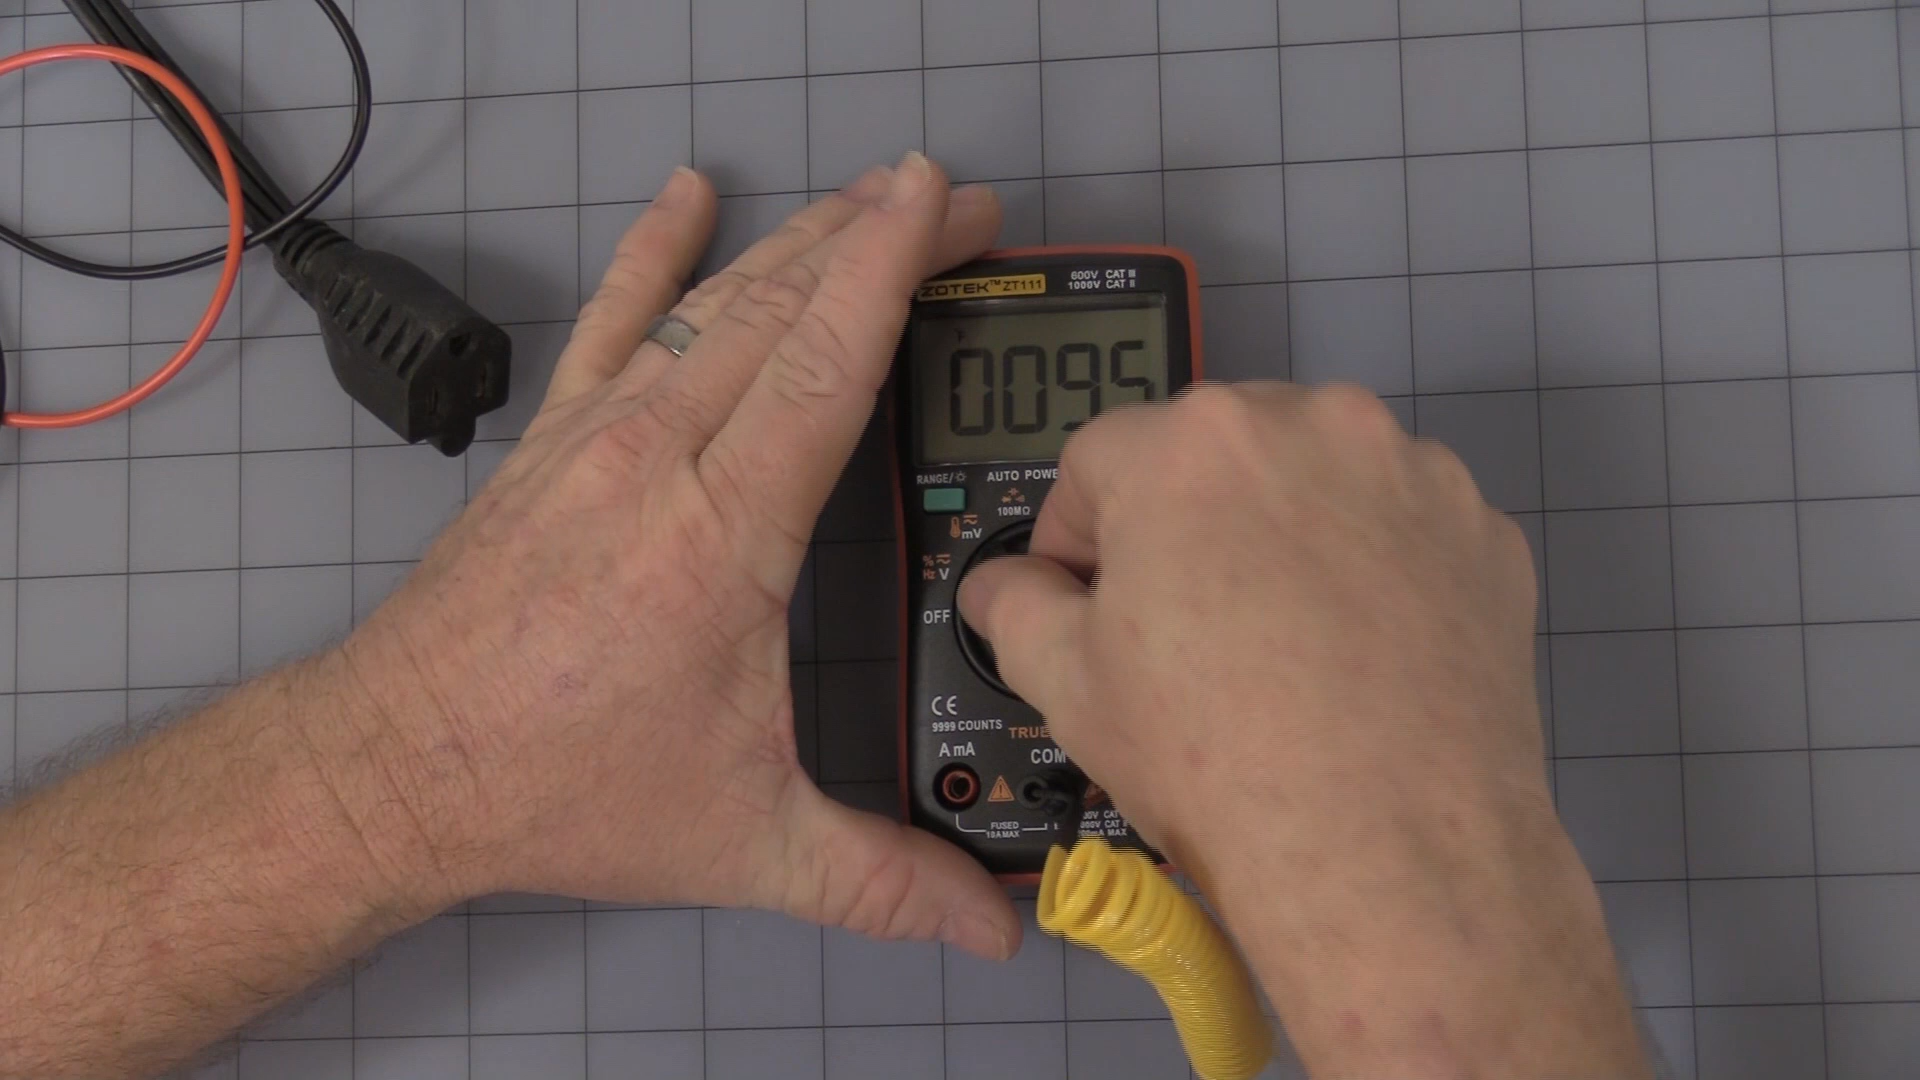 ZOTEK™ ZT111
600V CAT III
1000V CAT II
°F
0095
RANGE/
AUTO POWE
100MΩ
mV
%
Hz V
OFF
CE
9999 COUNTS
TRUE
A mA
COM
FUSED
10A MAX